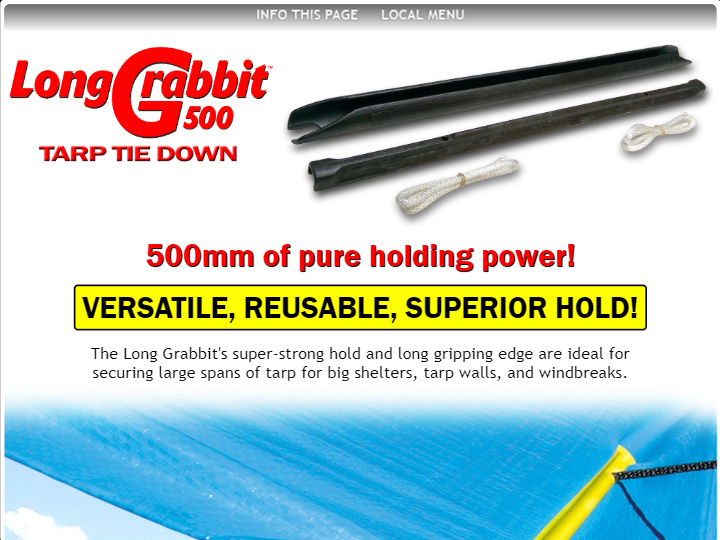 INFO THIS PAGE LOCAL MENU
Long Grabbit™
500
TARP TIE DOWN
500mm of pure holding power!
VERSATILE, REUSABLE, SUPERIOR HOLD!
The Long Grabbit's super-strong hold and long gripping edge are ideal for
securing large spans of tarp for big shelters, tarp walls, and windbreaks.